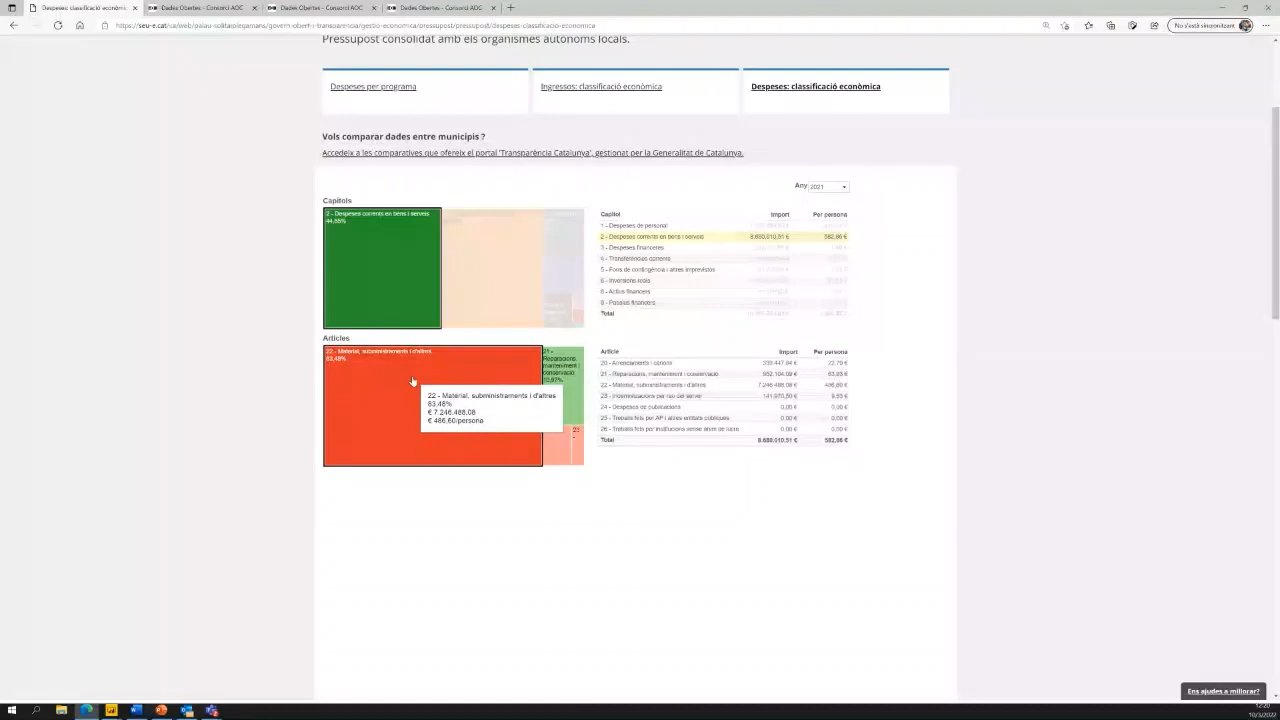 Despeses: classificació econòmi
Dades Obertes - Consorci AOC
Dades Obertes - Consorci AOC
Dades Obertes - Consorci AOC
https://seu-e.cat/ca/web/palau-solitaiplegamans/govern-obert-i-transparencia/gestio-economica/pressupost/pressupost/despeses-classificacio-economica
No s'està sincronitzant
Pressupost consolidat amb els organismes autònoms locals.
Despeses per programa
Ingressos: classificació econòmica
Despeses: classificació econòmica
Vols comparar dades entre municipis ?
Accedeix a les comparatives que ofereix el portal 'Transparència Catalunya', gestionat per la Generalitat de Catalunya.
Any 2021
Capítols
2 - Despeses corrents en béns i serveis
44,55%
Capítol Import Per persona
1 - Despeses de personal
2 - Despeses corrents en béns i serveis 8.680.010,51 € 582,86 €
3 - Despeses financeres
4 - Transferències corrents
5 - Fons de contingència i altres imprevistos
6 - Inversions reals
8 - Actius financers
9 - Passius financers
Total
Articles
22 - Material, subministraments i d'altres
83,48%
21 -
Reparacions,
manteniment i
conservació
10,97%
23
-
22 - Material, subministraments i d'altres
83.48%
€ 7.246.488,08
€ 486,60/persona
Article Import Per persona
20 - Arrendaments i cànons 339.447,84 € 22,79 €
21 - Reparacions, manteniment i conservació 952.104,09 € 63,93 €
22 - Material, subministraments i d'altres 7.246.488,08 € 486,60 €
23 - Indemnitzacions per raó del servei 141.970,50 € 9,53 €
24 - Despeses de publicacions 0,00 € 0,00 €
25 - Treballs fets per AP i altres entitats públiques 0,00 € 0,00 €
26 - Treballs fets per institucions sense ànim de lucre 0,00 € 0,00 €
Total 8.680.010,51 € 582,86 €
Ens ajudes a millorar?
12:20
10/3/2022